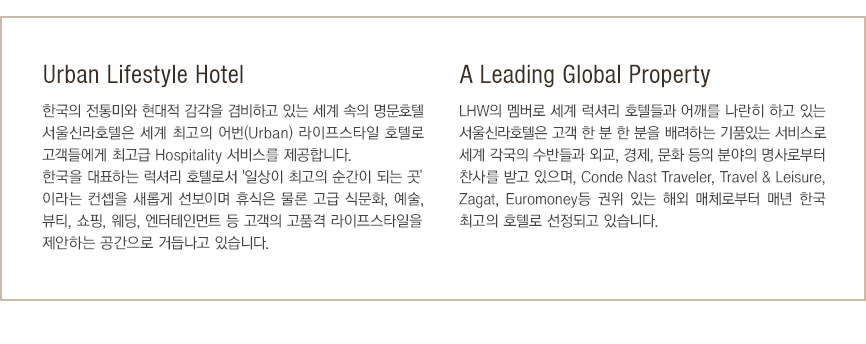 Urban Lifestyle Hotel
한국의 전통미와 현대적 감각을 겸비하고 있는 세계 속의 명문호텔
서울신라호텔은 세계 최고의 어번(Urban) 라이프스타일 호텔로
고객들에게 최고급 Hospitality 서비스를 제공합니다.
한국을 대표하는 럭셔리 호텔로서 '일상이 최고의 순간이 되는 곳'
이라는 컨셉을 새롭게 선보이며 휴식은 물론 고급 식문화, 예술,
뷰티, 쇼핑, 웨딩, 엔터테인먼트 등 고객의 고품격 라이프스타일을
제안하는 공간으로 거듭나고 있습니다.
A Leading Global Property
LHW의 멤버로 세계 럭셔리 호텔들과 어깨를 나란히 하고 있는
서울신라호텔은 고객 한 분 한 분을 배려하는 기품있는 서비스로
세계 각국의 수반들과 외교, 경제, 문화 등의 분야의 명사로부터
찬사를 받고 있으며, Conde Nast Traveler, Travel & Leisure,
Zagat, Euromoney등 권위 있는 해외 매체로부터 매년 한국
최고의 호텔로 선정되고 있습니다.